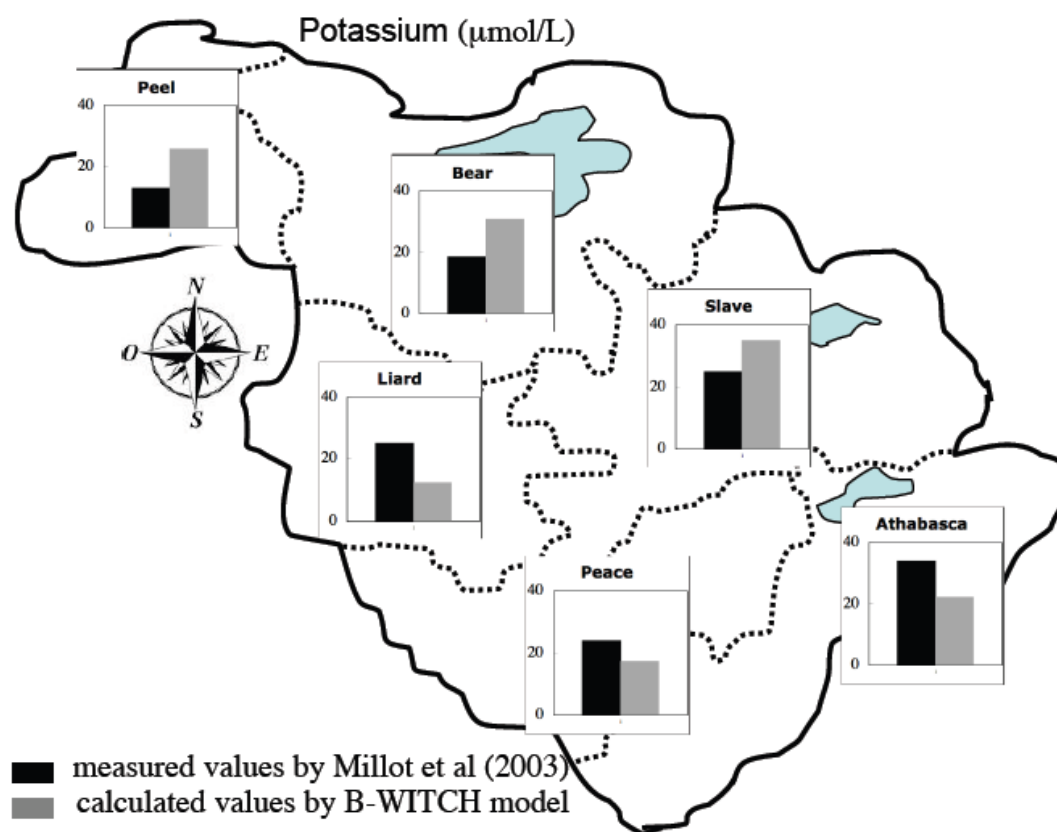 Potassium (μmol/L)
Peel
40
20
0
Bear
40
20
0
N
O E
S
Slave
40
20
0
Liard
40
20
0
Athabasca
40
20
0
Peace
40
20
0
measured values by Millot et al (2003)
calculated values by B-WITCH model